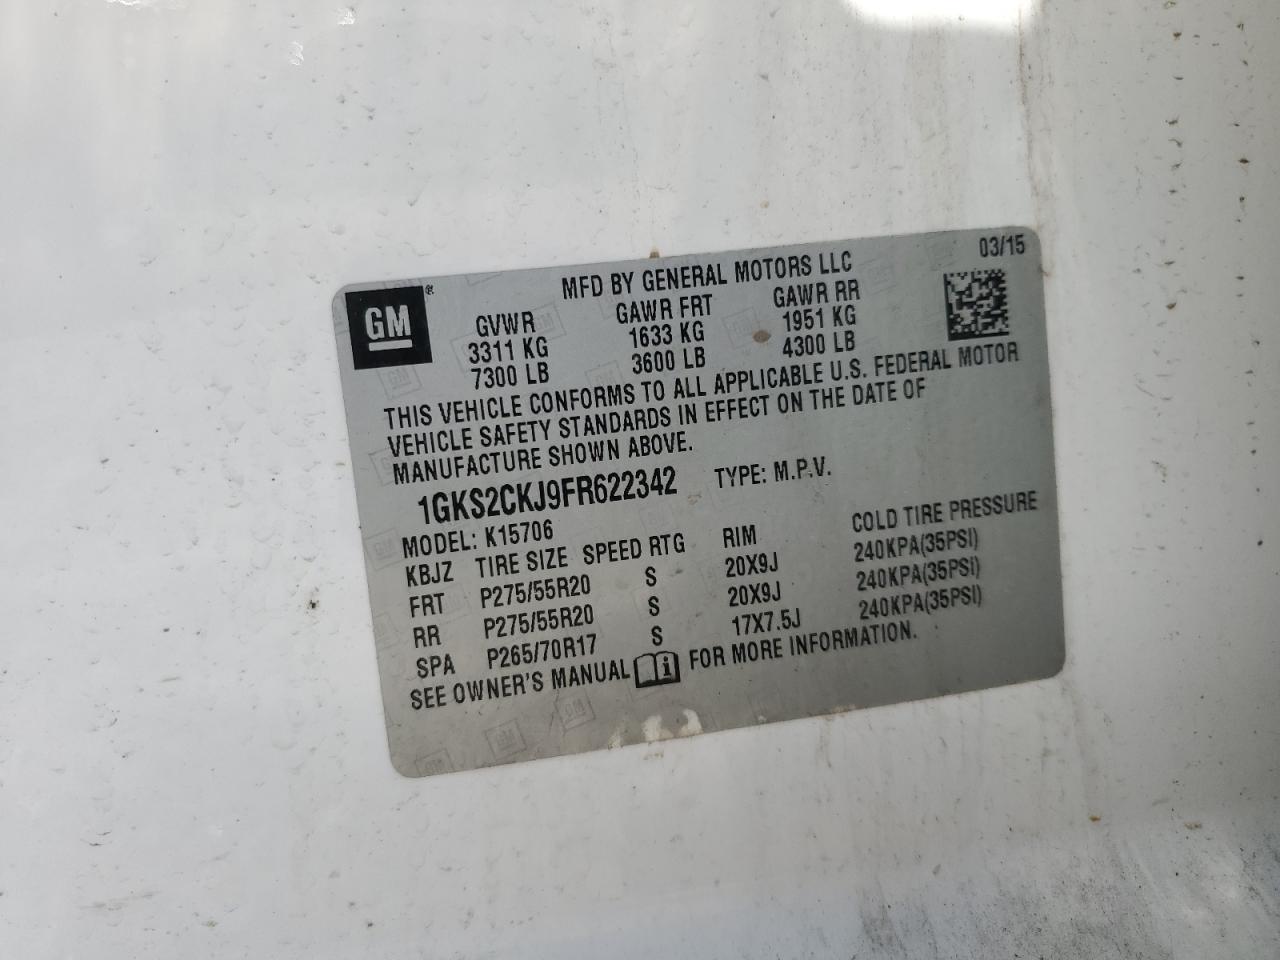 03/15
GM®
MFD BY GENERAL MOTORS LLC
GVWR GAWR FRT GAWR RR
3311 KG 1633 KG 1951 KG
7300 LB 3600 LB 4300 LB
THIS VEHICLE CONFORMS TO ALL APPLICABLE U.S. FEDERAL MOTOR
VEHICLE SAFETY STANDARDS IN EFFECT ON THE DATE OF
MANUFACTURE SHOWN ABOVE.
1GKS2CKJ9FR622342 TYPE: M.P.V.
MODEL: K15706
KBJZ TIRE SIZE SPEED RTG RIM COLD TIRE PRESSURE
FRT P275/55R20 S 20X9J 240KPA(35PSI)
RR P275/55R20 S 20X9J 240KPA(35PSI)
SPA P265/70R17 S 17X7.5J 240KPA(35PSI)
SEE OWNER'S MANUAL i FOR MORE INFORMATION.